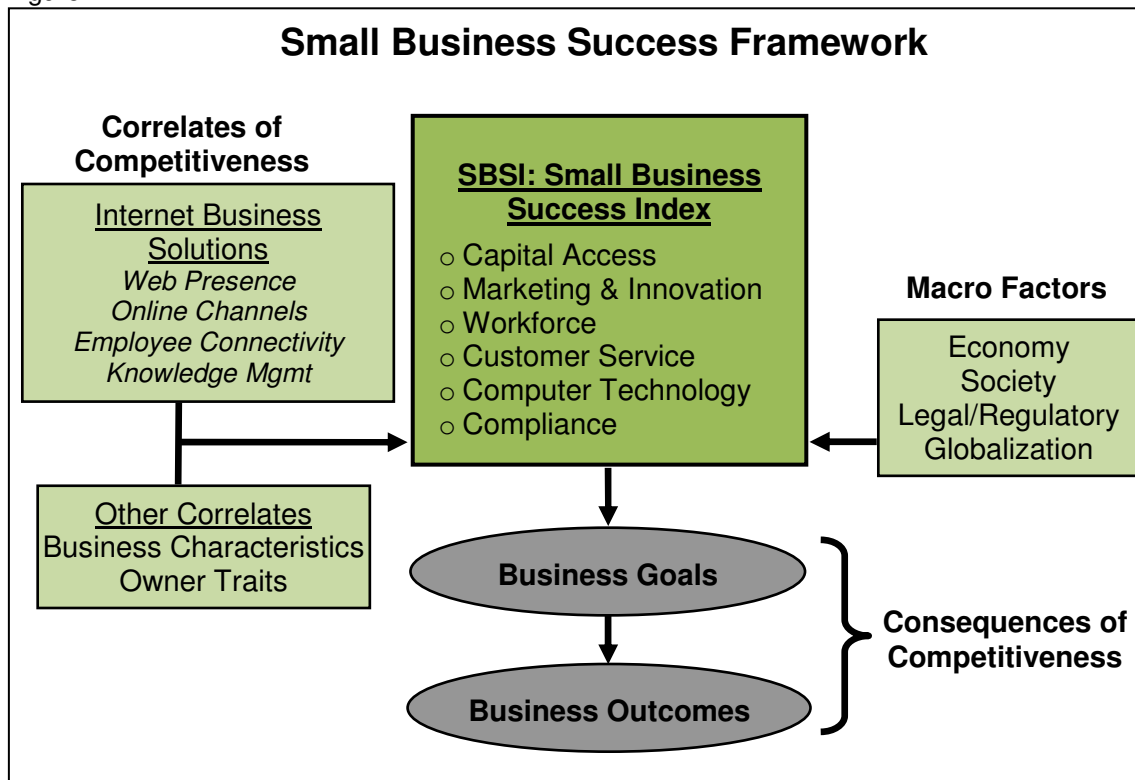 Small Business Success Framework
Correlates of
Competitiveness
Internet Business
Solutions
Web Presence
Online Channels
Employee Connectivity
Knowledge Mgmt
Other Correlates
Business Characteristics
Owner Traits
SBSI: Small Business
Success Index
o Capital Access
o Marketing & Innovation
o Workforce
o Customer Service
o Computer Technology
o Compliance
Macro Factors
Economy
Society
Legal/Regulatory
Globalization
Business Goals
Business Outcomes
Consequences of
Competitiveness